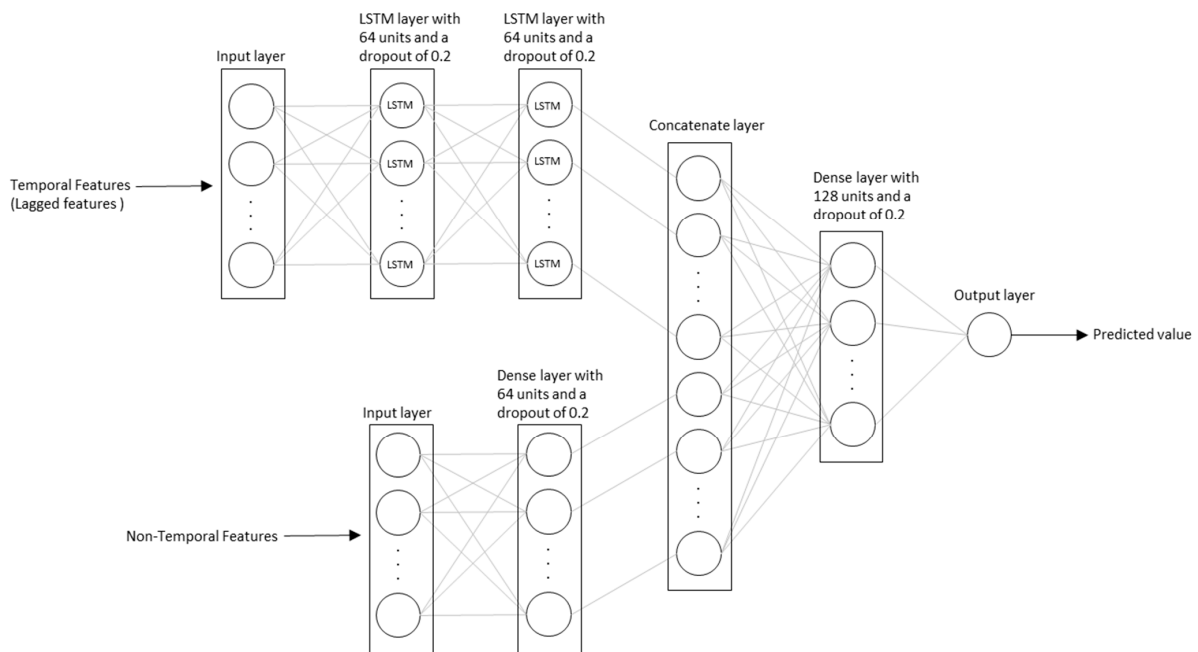 LSTM layer with
64 units and a
dropout of 0.2
LSTM layer with
64 units and a
dropout of 0.2
Input layer
LSTM
LSTM
LSTM
LSTM
LSTM
LSTM
Temporal Features
(Lagged features )
Concatenate layer
Dense layer with
128 units and a
dropout of 0.2
Output layer
Predicted value
Dense layer with
64 units and a
dropout of 0.2
Input layer
Non-Temporal Features